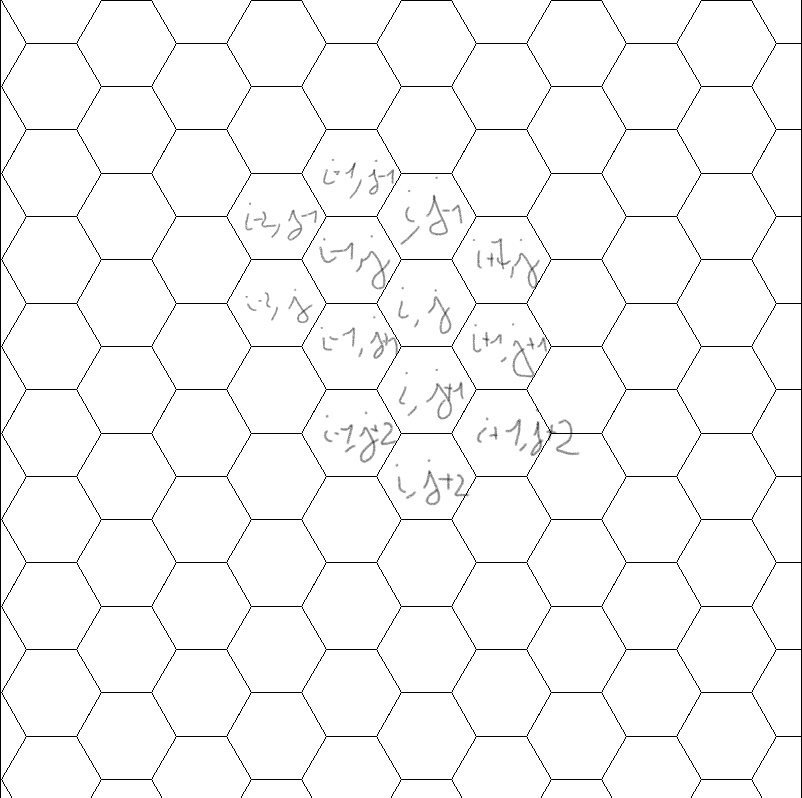 i-1, j-1
i-2, j-1
i, j-1
i-1, j
i+1, j
i-2, j
i, j
i-1, j+1
i+1, j+1
i, j+1
i-1, j+2
i+1, j+2
i, j+2